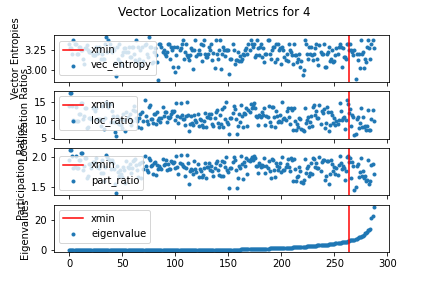 Vector Localization Metrics for 4
Vector Entropies
3.25
3.00
xmin
vec_entropy
Localization Ratios
15
10
5
xmin
loc_ratio
Participation Ratios
2.0
1.5
xmin
part_ratio
Eigenvalues
20
0
xmin
eigenvalue
0 50 100 150 200 250 300